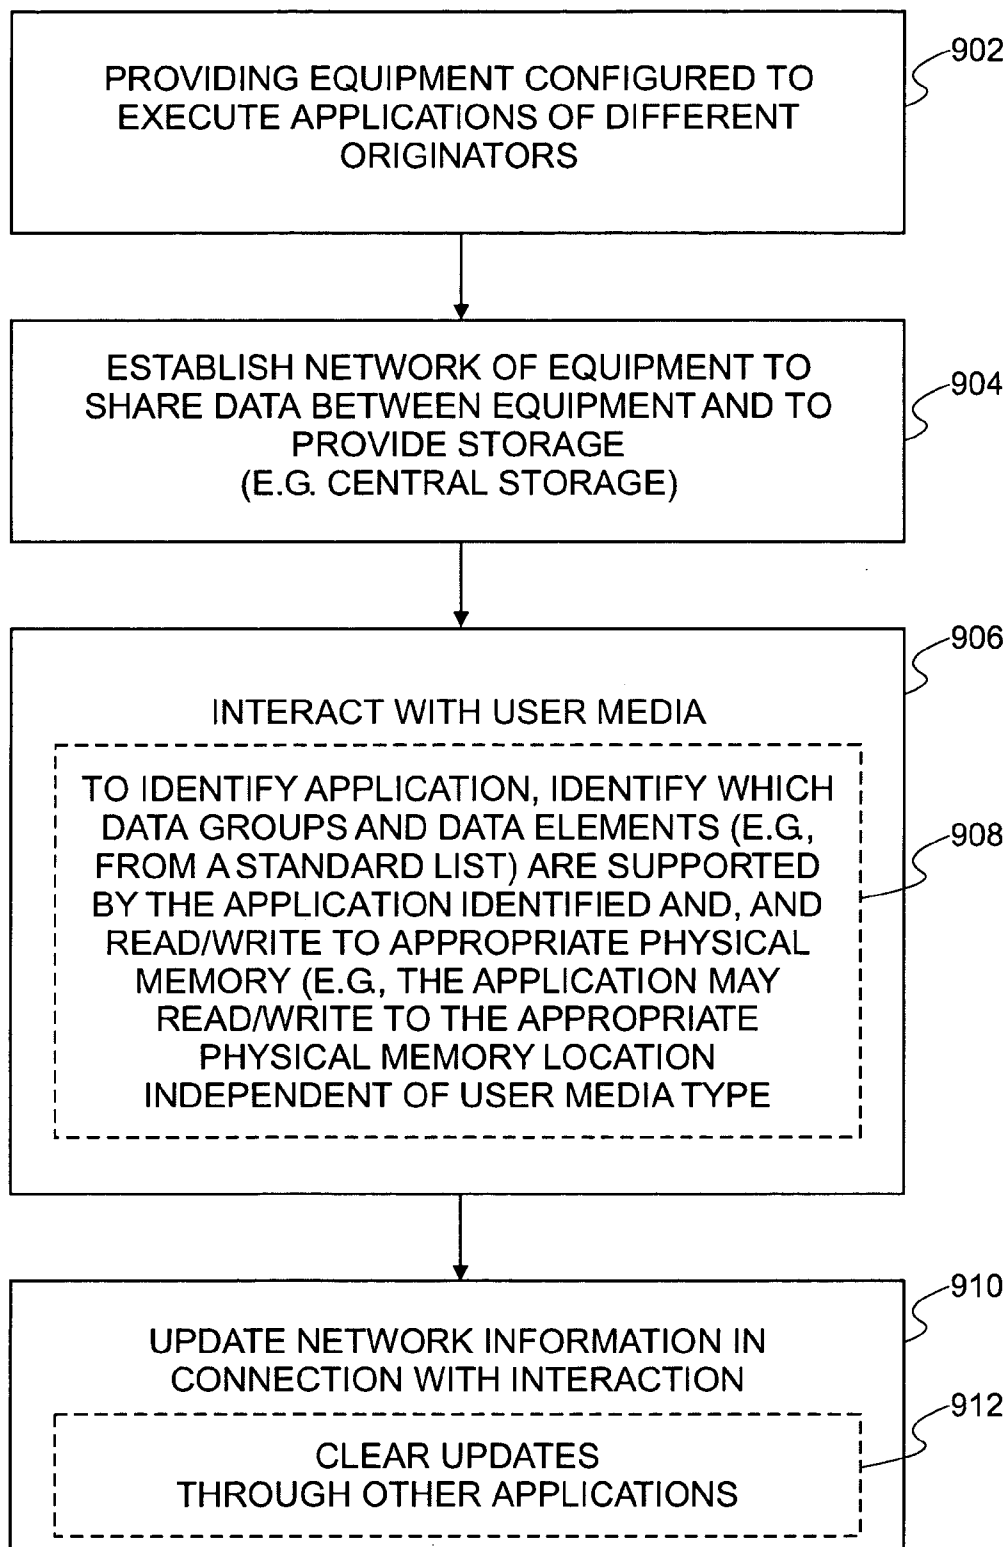 PROVIDING EQUIPMENT CONFIGURED TO
EXECUTE APPLICATIONS OF DIFFERENT
ORIGINATORS
902
ESTABLISH NETWORK OF EQUIPMENT TO
SHARE DATA BETWEEN EQUIPMENT AND TO
PROVIDE STORAGE
(E.G. CENTRAL STORAGE)
904
906
INTERACT WITH USER MEDIA
TO IDENTIFY APPLICATION, IDENTIFY WHICH
DATA GROUPS AND DATA ELEMENTS (E.G.,
FROM A STANDARD LIST) ARE SUPPORTED
BY THE APPLICATION IDENTIFIED AND, AND
READ/WRITE TO APPROPRIATE PHYSICAL
MEMORY (E.G., THE APPLICATION MAY
READ/WRITE TO THE APPROPRIATE
PHYSICAL MEMORY LOCATION
INDEPENDENT OF USER MEDIA TYPE
908
910
UPDATE NETWORK INFORMATION IN
CONNECTION WITH INTERACTION
912
CLEAR UPDATES
THROUGH OTHER APPLICATIONS